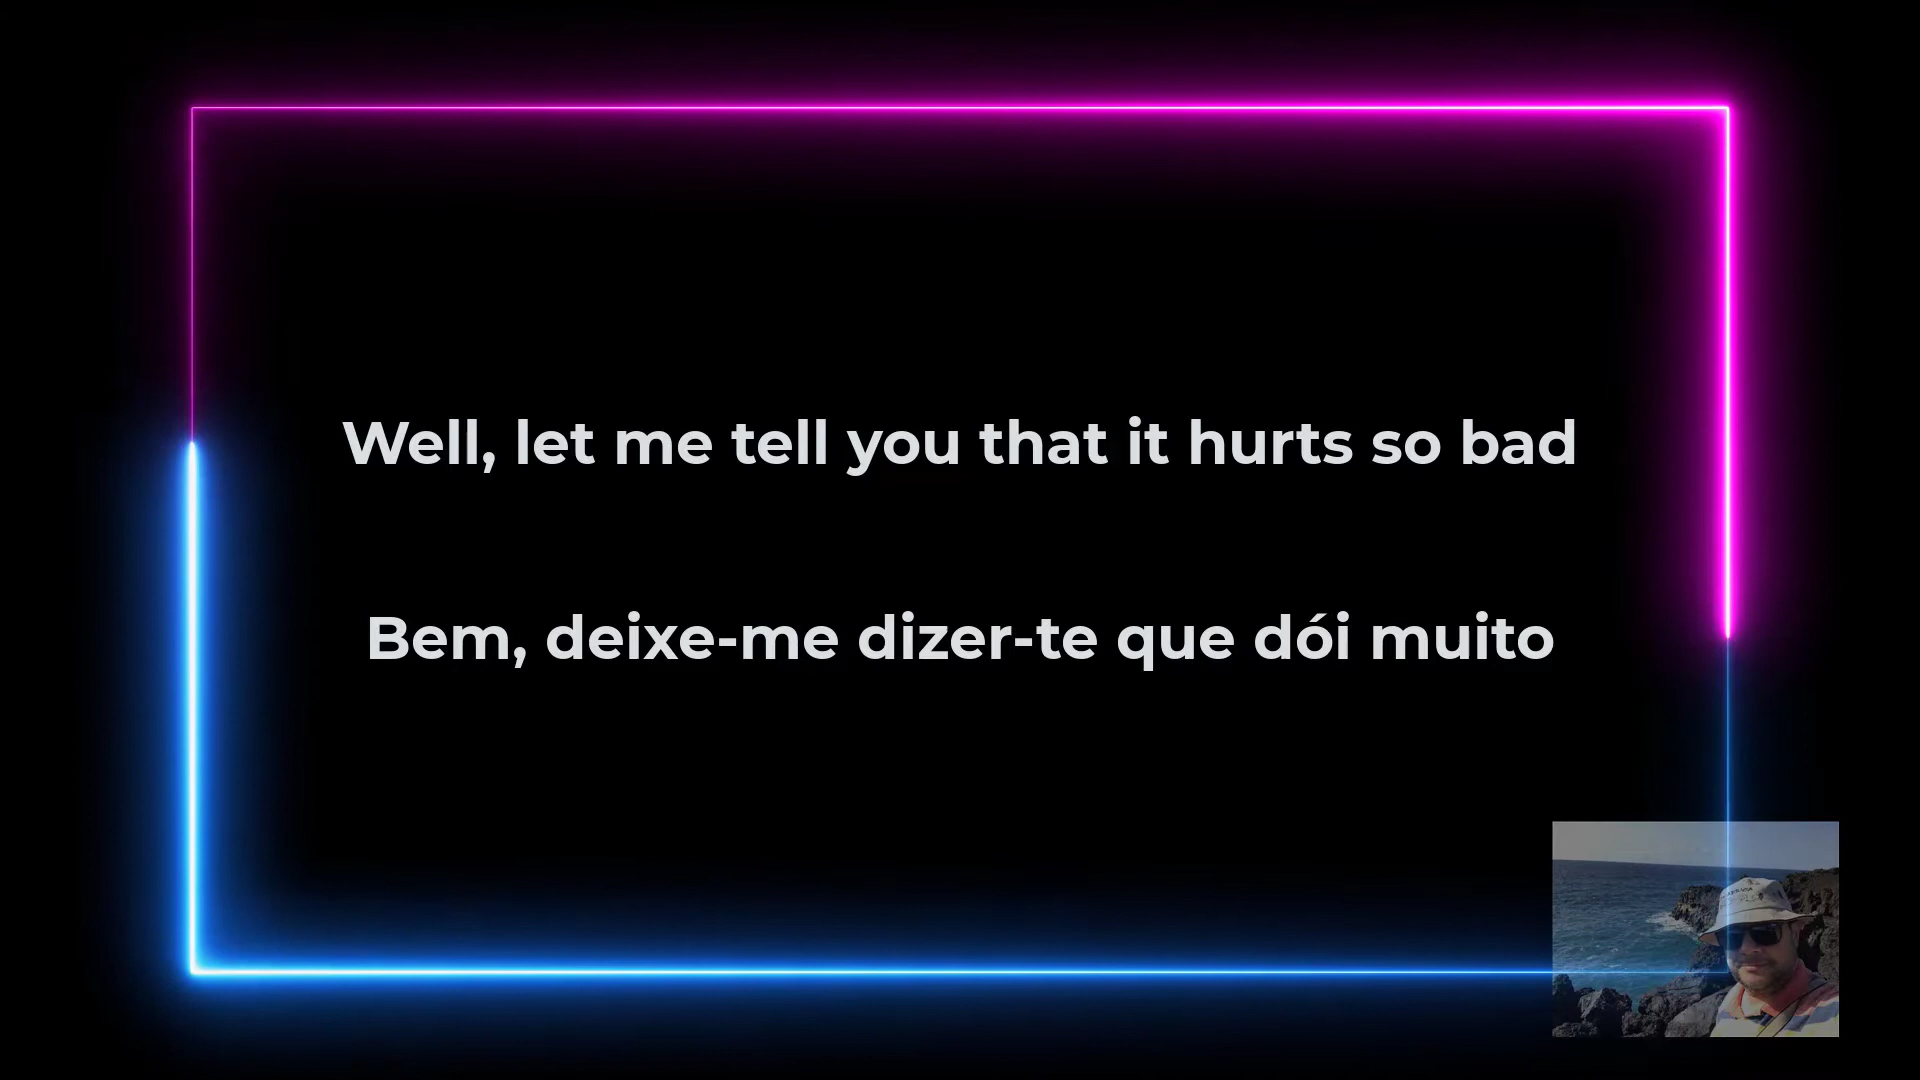 Well, let me tell you that it hurts so bad
Bem, deixe-me dizer-te que dói muito